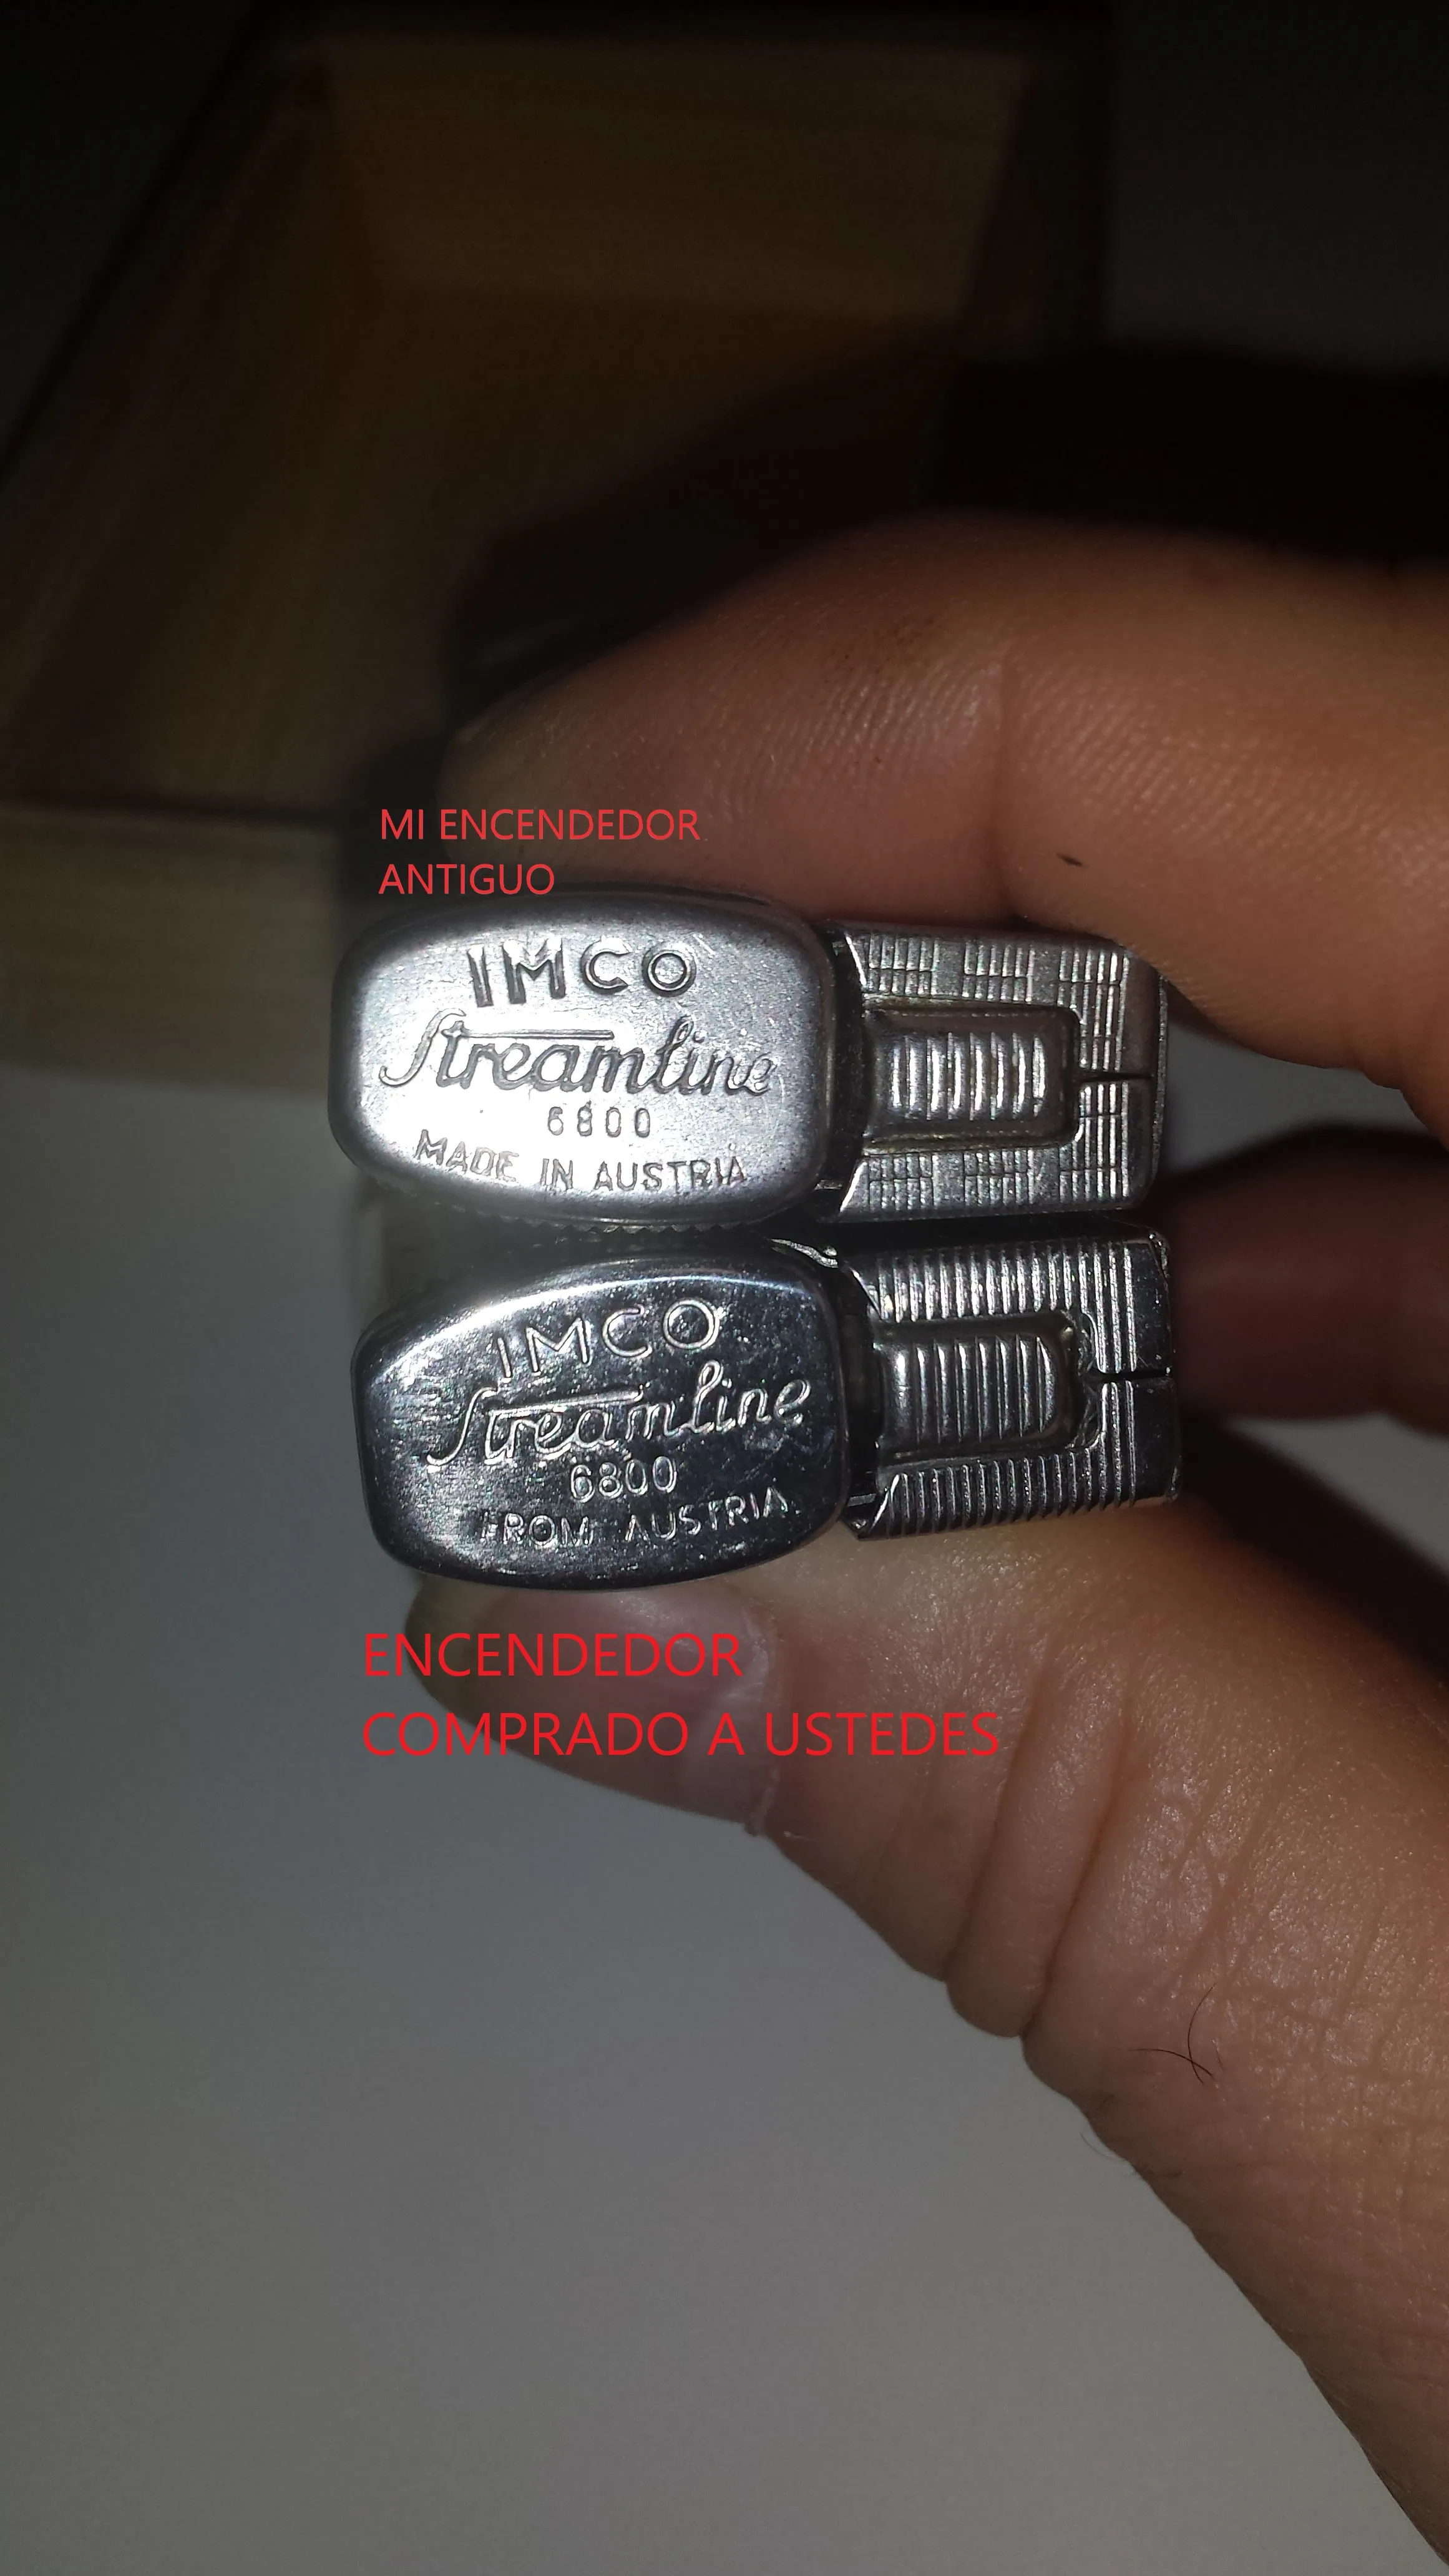 MI ENCENDEDOR
ANTIGUO
IMCO
Streamline
6800
MADE IN AUSTRIA
IMCO
Streamline
6800
FROM AUSTRIA
ENCENDEDOR
COMPRADO A USTEDES